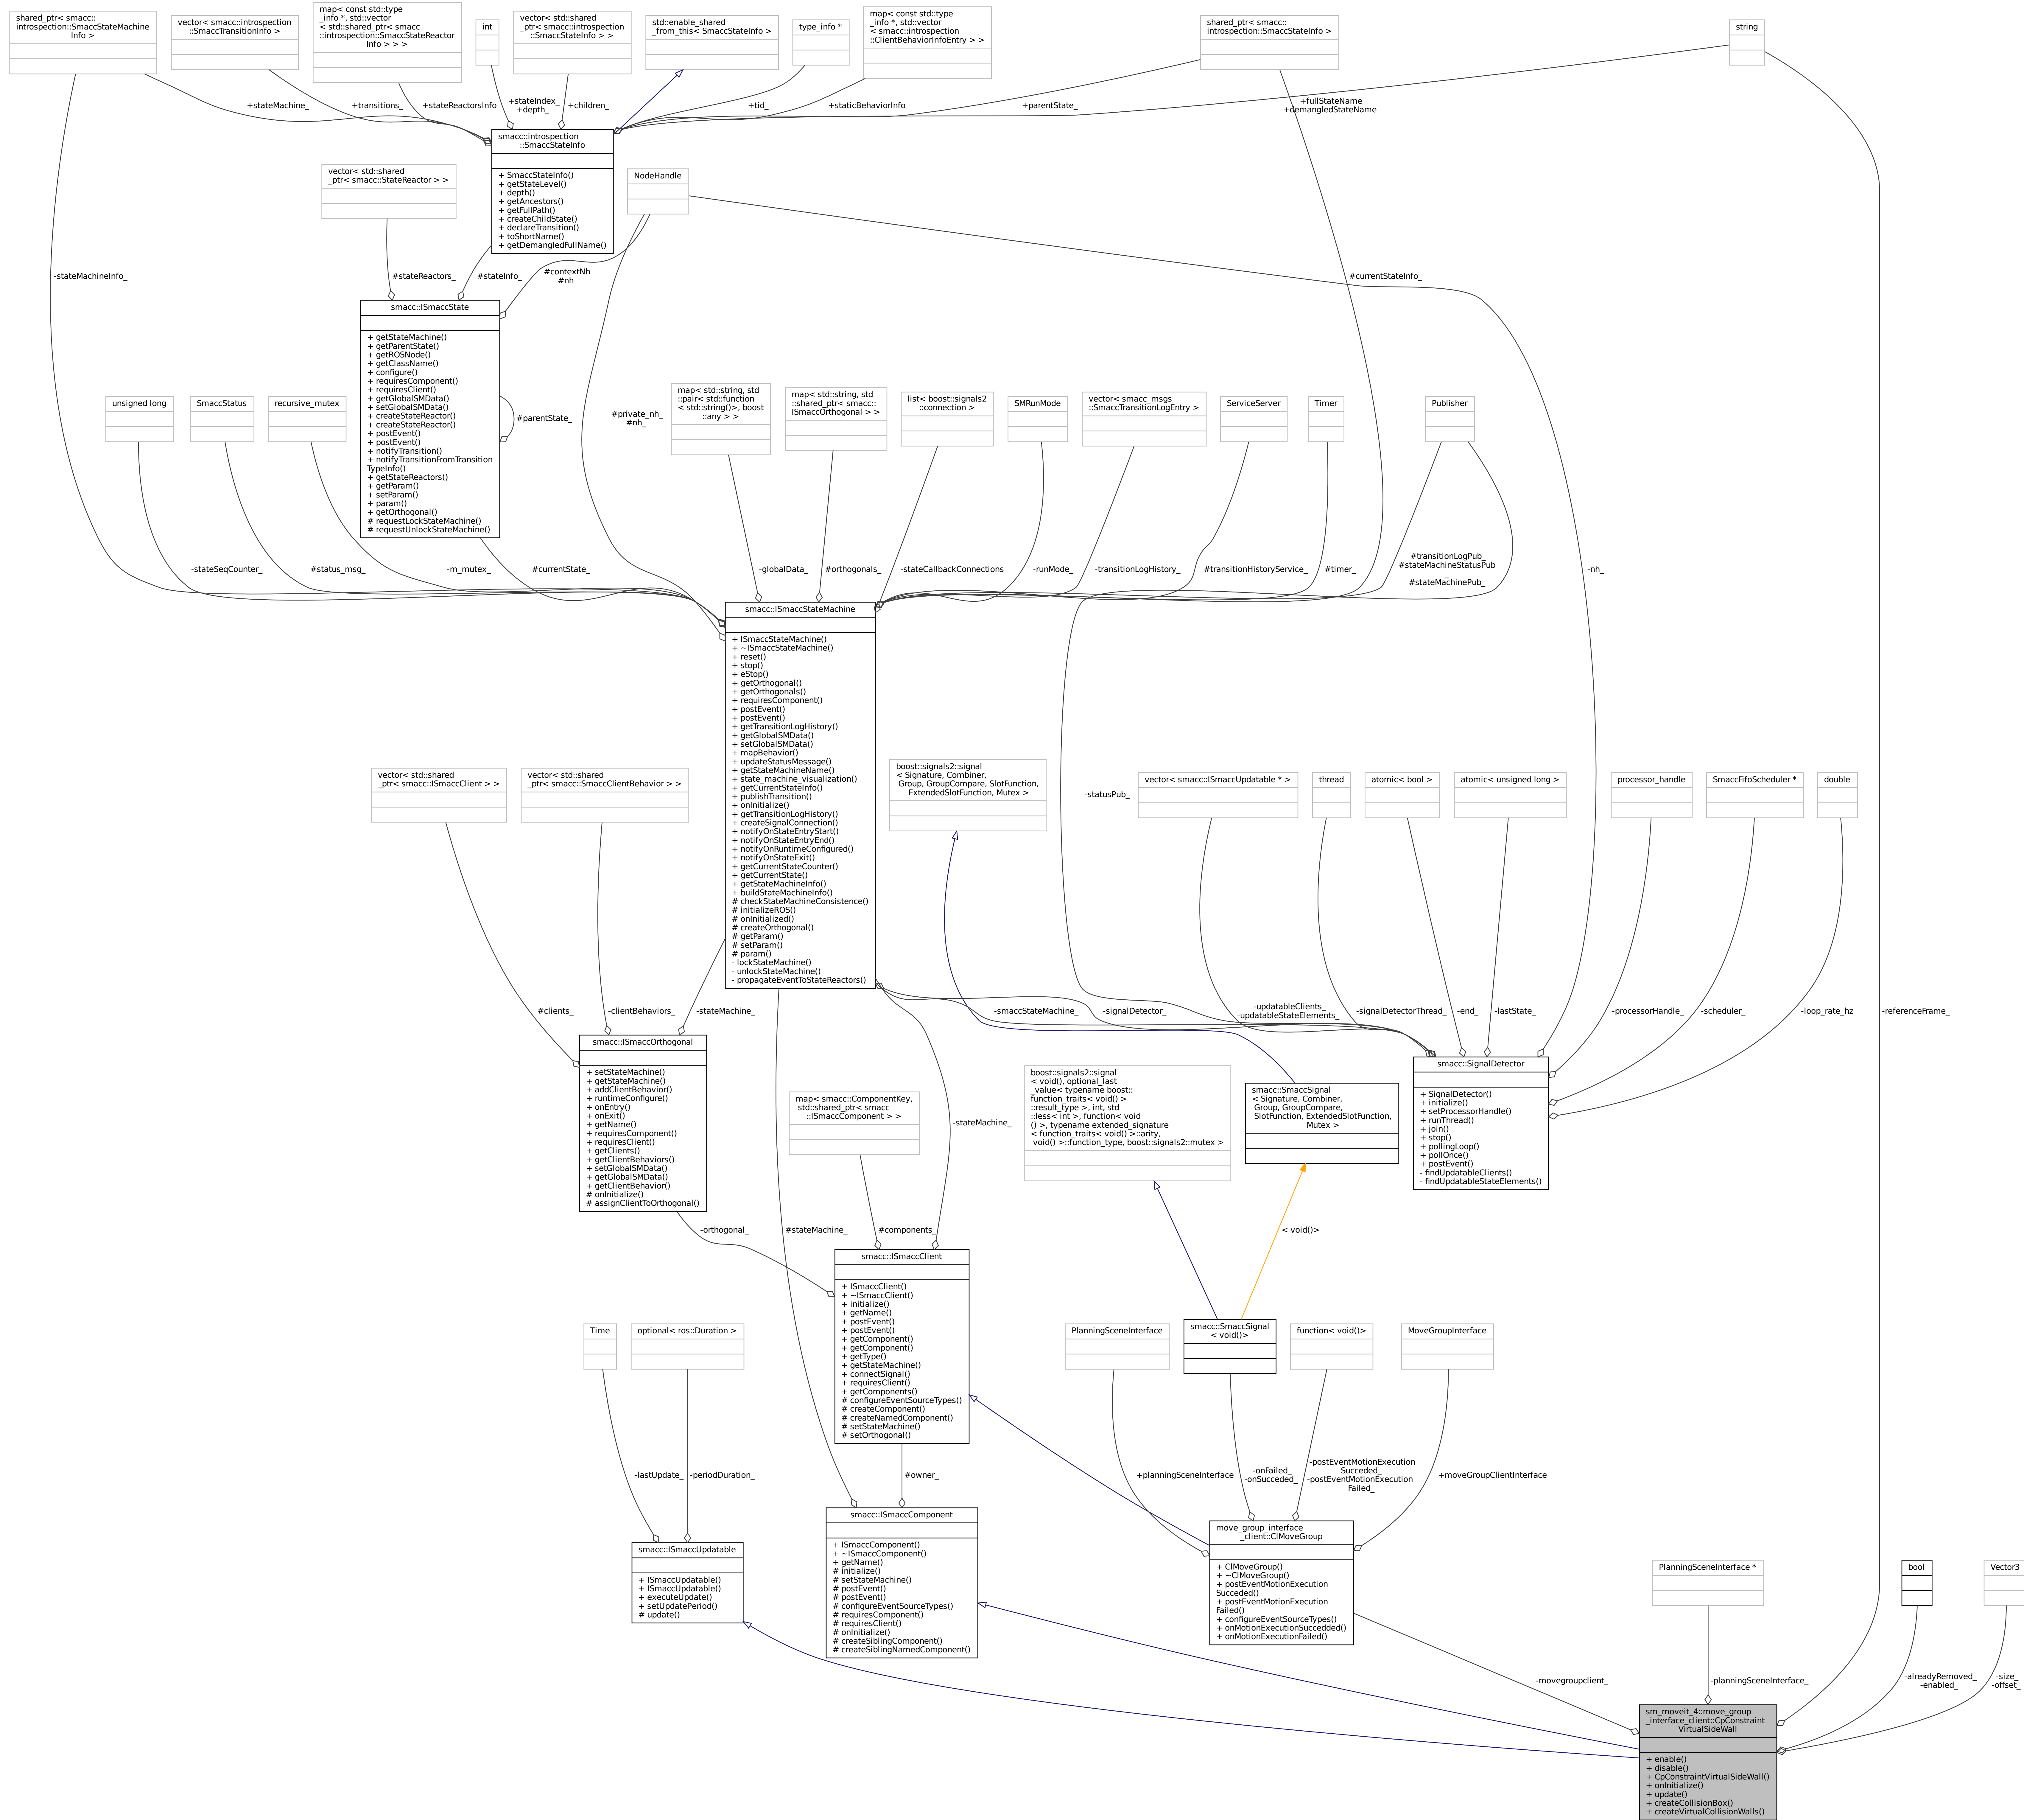 shared_ptr< smacc::
introspection::SmaccStateMachine
Info >
vector< smacc::introspection
::SmaccTransitionInfo >
map< const std::type
_info *, std::vector
< std::shared_ptr< smacc
::introspection::SmaccStateReactor
Info > > >
int
vector< std::shared
_ptr< smacc::introspection
::SmaccStateInfo > >
std::enable_shared
_from_this< SmaccStateInfo >
type_info *
map< const std::type
_info *, std::vector
< smacc::introspection
::ClientBehaviorInfoEntry > >
shared_ptr< smacc::
introspection::SmaccStateInfo >
string
+stateMachine_
+transitions_
+stateReactorsInfo
+stateIndex_
+depth_
+children_
+tid_
+staticBehaviorInfo
+parentState_
+fullStateName
+demangledStateName
smacc::introspection
::SmaccStateInfo
+ SmaccStateInfo()
+ getStateLevel()
+ depth()
+ getAncestors()
+ getFullPath()
+ createChildState()
+ declareTransition()
+ toShortName()
+ getDemangledFullName()
vector< std::shared
_ptr< smacc::StateReactor > >
NodeHandle
-stateMachineInfo_
#stateReactors_
#stateInfo_
#contextNh
#nh
#currentStateInfo_
smacc::ISmaccState
+ getStateMachine()
+ getParentState()
+ getROSNode()
+ getClassName()
+ configure()
+ requiresComponent()
+ requiresClient()
+ getGlobalSMData()
+ setGlobalSMData()
+ createStateReactor()
+ createStateReactor()
+ postEvent()
+ postEvent()
+ notifyTransition()
+ notifyTransitionFromTransition
TypeInfo()
+ getStateReactors()
+ getParam()
+ setParam()
+ param()
+ getOrthogonal()
# requestLockStateMachine()
# requestUnlockStateMachine()
#parentState_
#private_nh_
#nh_
unsigned long
SmaccStatus
recursive_mutex
map< std::string, std
::pair< std::function
< std::string()>, boost
::any > >
map< std::string, std
::shared_ptr< smacc::
ISmaccOrthogonal > >
list< boost::signals2
::connection >
SMRunMode
vector< smacc_msgs
::SmaccTransitionLogEntry >
ServiceServer
Timer
Publisher
-stateSeqCounter_
#status_msg_
-m_mutex_
#currentState_
-globalData_
#orthogonals_
-stateCallbackConnections
-runMode_
-transitionLogHistory_
#transitionHistoryService_
#timer_
#transitionLogPub_
#stateMachineStatusPub
_
#stateMachinePub_
-nh_
smacc::ISmaccStateMachine
+ ISmaccStateMachine()
+ ~ISmaccStateMachine()
+ reset()
+ stop()
+ eStop()
+ getOrthogonal()
+ getOrthogonals()
+ requiresComponent()
+ postEvent()
+ postEvent()
+ getTransitionLogHistory()
+ getGlobalSMData()
+ setGlobalSMData()
+ mapBehavior()
+ updateStatusMessage()
+ getStateMachineName()
+ state_machine_visualization()
+ getCurrentStateInfo()
+ publishTransition()
+ onInitialize()
+ getTransitionLogHistory()
+ createSignalConnection()
+ notifyOnStateEntryStart()
+ notifyOnStateEntryEnd()
+ notifyOnRuntimeConfigured()
+ notifyOnStateExit()
+ getCurrentStateCounter()
+ getCurrentState()
+ getStateMachineInfo()
+ buildStateMachineInfo()
# checkStateMachineConsistence()
# initializeROS()
# onInitialized()
# createOrthogonal()
# getParam()
# setParam()
# param()
- lockStateMachine()
- unlockStateMachine()
- propagateEventToStateReactors()
vector< std::shared
_ptr< smacc::ISmaccClient > >
vector< std::shared
_ptr< smacc::SmaccClientBehavior > >
boost::signals2::signal
< Signature, Combiner,
Group, GroupCompare, SlotFunction,
ExtendedSlotFunction, Mutex >
-statusPub_
vector< smacc::ISmaccUpdatable * >
thread
atomic< bool >
atomic< unsigned long >
processor_handle
SmaccFifoScheduler *
double
#clients_
-clientBehaviors_
-stateMachine_
-smaccStateMachine_
-signalDetector_
-updatableClients_
-updatableStateElements_
-signalDetectorThread_
-end_
-lastState_
-processorHandle_
-scheduler_
-loop_rate_hz
-referenceFrame_
smacc::ISmaccOrthogonal
+ setStateMachine()
+ getStateMachine()
+ addClientBehavior()
+ runtimeConfigure()
+ onEntry()
+ onExit()
+ getName()
+ requiresComponent()
+ requiresClient()
+ getClients()
+ getClientBehaviors()
+ setGlobalSMData()
+ getGlobalSMData()
+ getClientBehavior()
# onInitialize()
# assignClientToOrthogonal()
map< smacc::ComponentKey,
std::shared_ptr< smacc
::ISmaccComponent > >
-stateMachine_
boost::signals2::signal
< void(), optional_last
_value< typename boost::
function_traits< void()>
::result_type >, int, std
::less< int >, function< void
() >, typename extended_signature
< function_traits< void() >::arity,
void() >::function_type, boost::signals2::mutex >
smacc::SmaccSignal
< Signature, Combiner,
Group, GroupCompare,
SlotFunction, ExtendedSlotFunction,
Mutex >
smacc::SignalDetector
+ SignalDetector()
+ initialize()
+ setProcessorHandle()
+ runThread()
+ join()
+ stop()
+ pollingLoop()
+ pollOnce()
+ postEvent()
- findUpdatableClients()
- findUpdatableStateElements()
-orthogonal_
#stateMachine_
#components_
< void()>
smacc::ISmaccClient
+ ISmaccClient()
+ ~ISmaccClient()
+ initialize()
+ getName()
+ postEvent()
+ postEvent()
+ getComponent()
+ getComponent()
+ getType()
+ getStateMachine()
+ connectSignal()
+ requiresClient()
+ getComponents()
# configureEventSourceTypes()
# createComponent()
# createNamedComponent()
# setStateMachine()
# setOrthogonal()
Time
optional< ros::Duration >
PlanningSceneInterface
smacc::SmaccSignal
< void()>
function< void()>
MoveGroupInterface
-lastUpdate_
-periodDuration_
#owner_
+planningSceneInterface
-onFailed_
-onSucceded_
-postEventMotionExecution
Succeded_
-postEventMotionExecution
Failed_
+moveGroupClientInterface
smacc::ISmaccUpdatable
+ ISmaccUpdatable()
+ ISmaccUpdatable()
+ executeUpdate()
+ setUpdatePeriod()
# update()
smacc::ISmaccComponent
+ ISmaccComponent()
+ ~ISmaccComponent()
+ getName()
# initialize()
# setStateMachine()
# postEvent()
# postEvent()
# configureEventSourceTypes()
# requiresComponent()
# requiresClient()
# onInitialize()
# createSiblingComponent()
# createSiblingNamedComponent()
move_group_interface
_client::ClMoveGroup
+ ClMoveGroup()
+ ~ClMoveGroup()
+ postEventMotionExecution
Succeded()
+ postEventMotionExecution
Failed()
+ configureEventSourceTypes()
+ onMotionExecutionSuccedded()
+ onMotionExecutionFailed()
PlanningSceneInterface *
bool
Vector3
-movegroupclient_
-planningSceneInterface_
-alreadyRemoved_
-enabled_
-size_
-offset_
sm_moveit_4::move_group
_interface_client::CpConstraint
VirtualSideWall
+ enable()
+ disable()
+ CpConstraintVirtualSideWall()
+ onInitialize()
+ update()
+ createCollisionBox()
+ createVirtualCollisionWalls()